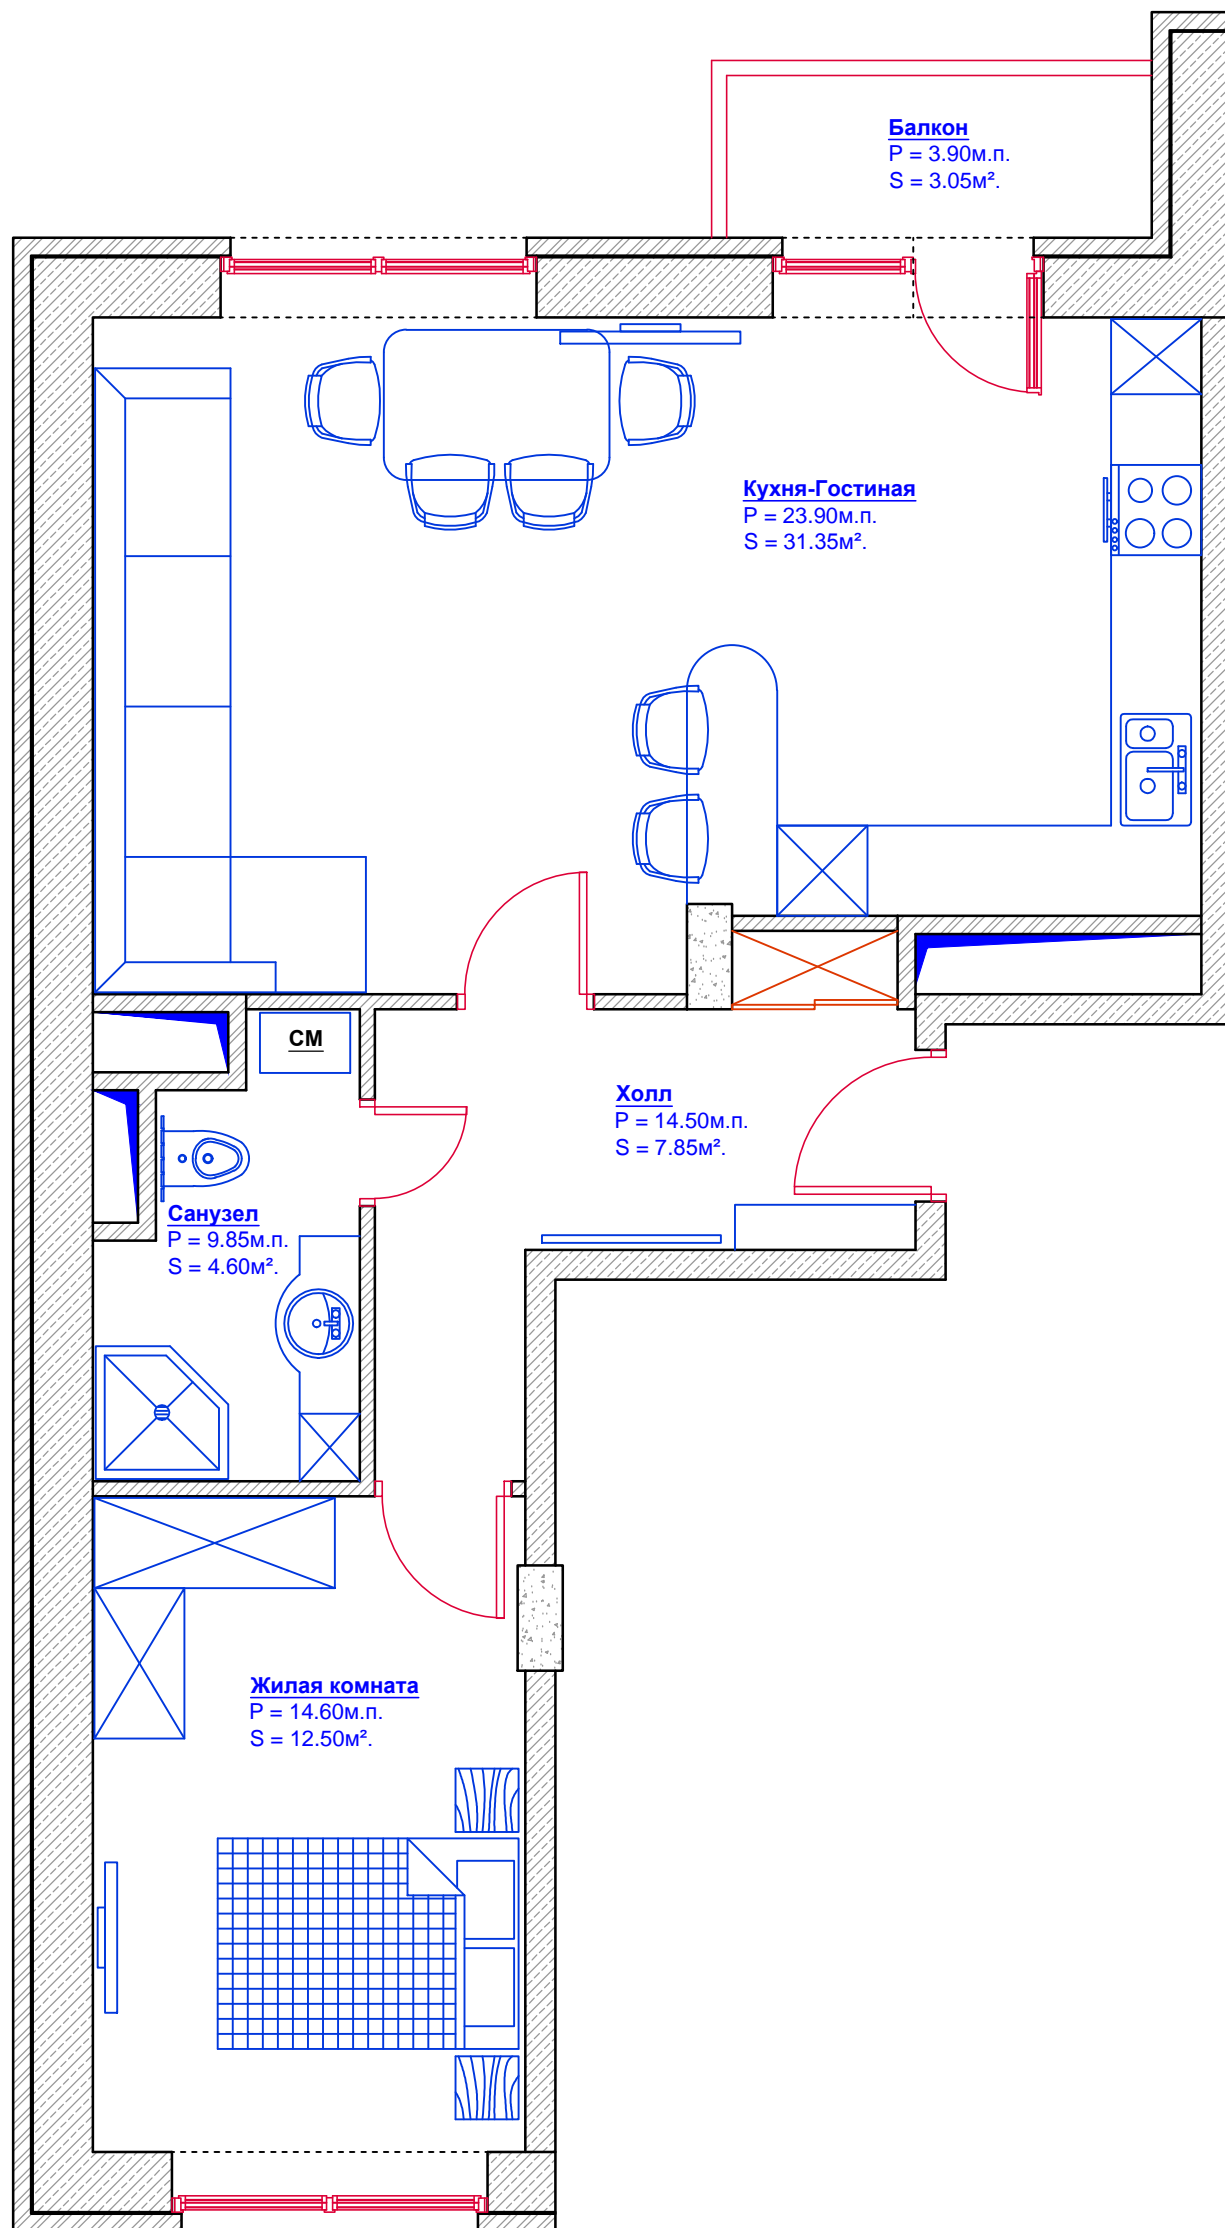 Балкон
P = 3.90м.п.
S = 3.05м².
Кухня-Гостиная
P = 23.90м.п.
S = 31.35м².
СМ
Холл
P = 14.50м.п.
S = 7.85м².
Санузел
P = 9.85м.п.
S = 4.60м².
Жилая комната
P = 14.60м.п.
S = 12.50м².